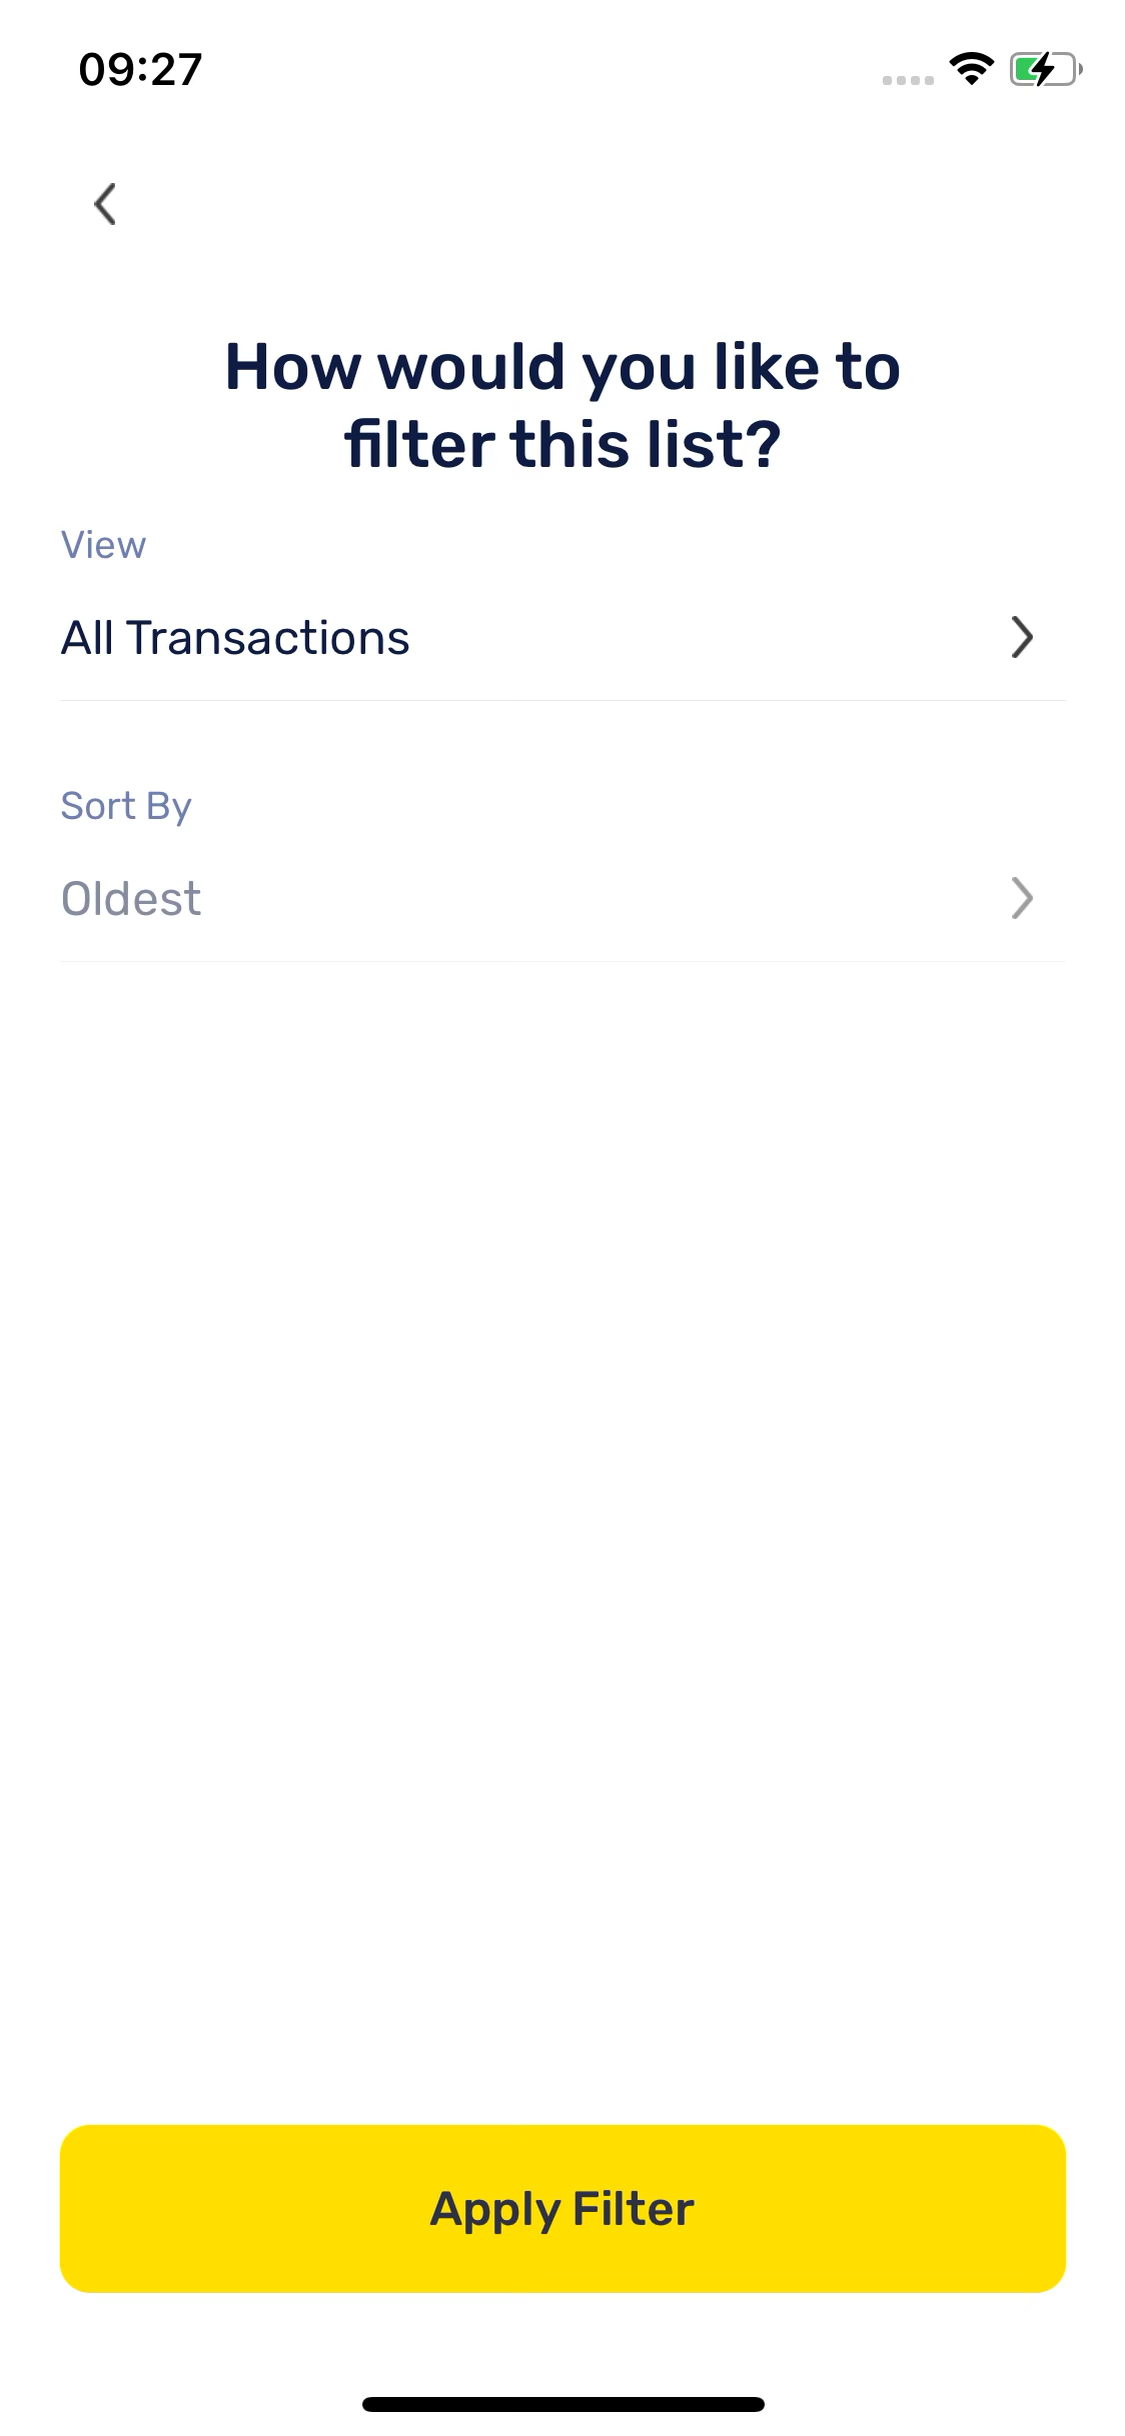 09:27
How would you like to
filter this list?
View
All Transactions
Sort By
Oldest
Apply Filter